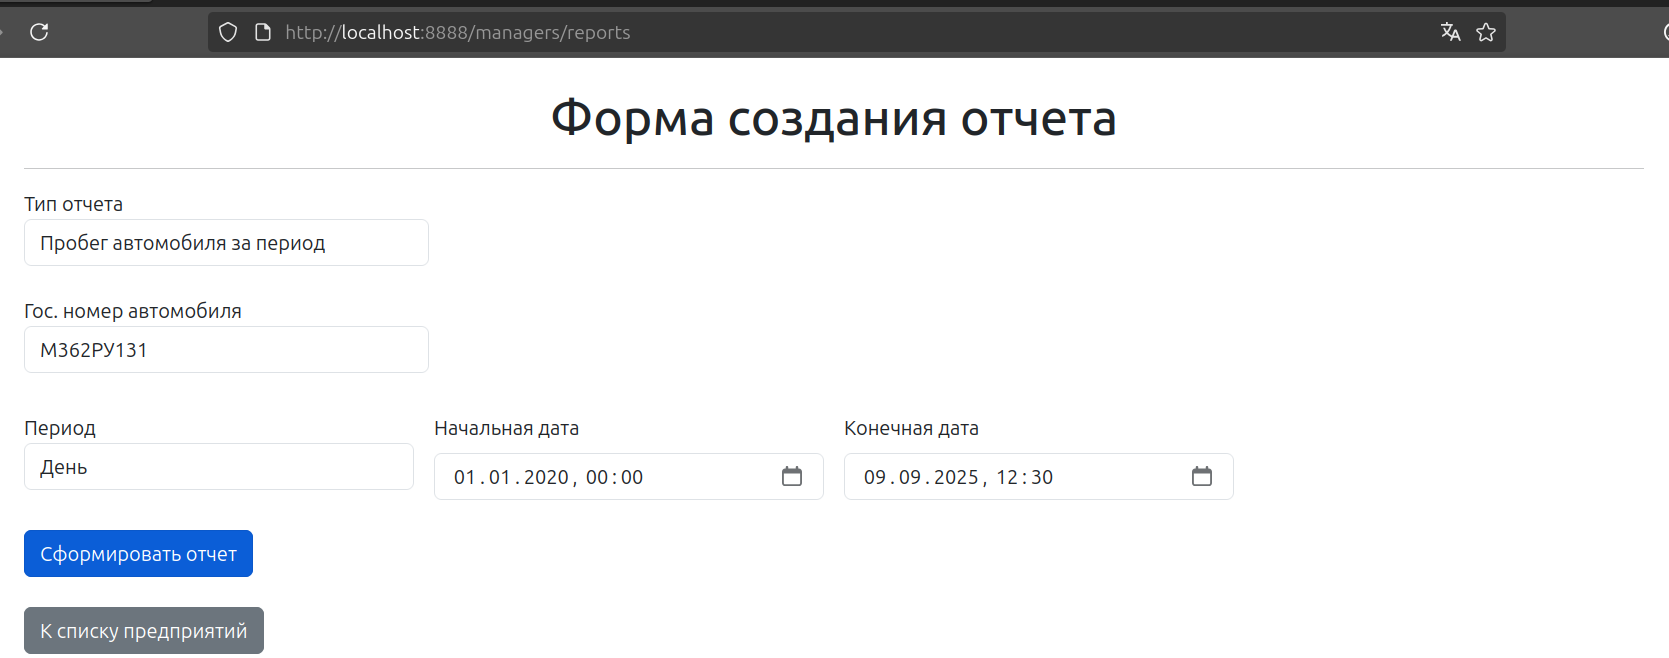 http://localhost:8888/managers/reports
Форма создания отчета
Тип отчета
Пробег автомобиля за период
Гос. номер автомобиля
М362РУ131
Период
Начальная дата
Конечная дата
День
01.01.2020, 00:00
09.09.2025, 12:30
Сформировать отчет
К списку предприятий